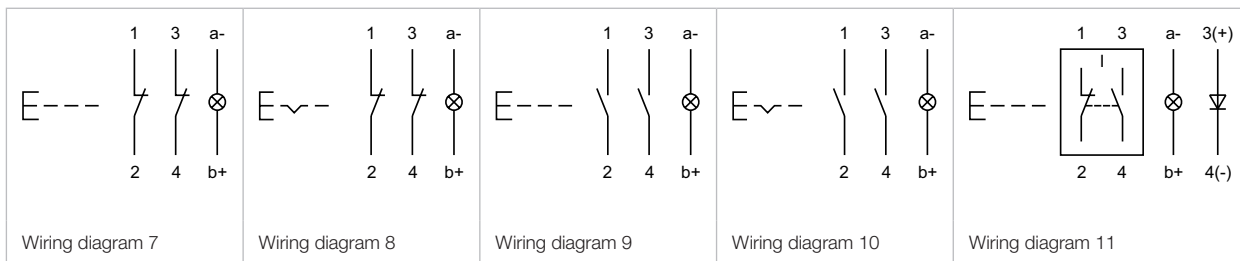 1 3 a- 1 3 a- 1 3 a- 1 3 a- 1 3 a- 3(+)
2 4 b+ 2 4 b+ 2 4 b+ 2 4 b+ 2 4 b+ 4(-)
Wiring diagram 7 Wiring diagram 8 Wiring diagram 9 Wiring diagram 10 Wiring diagram 11